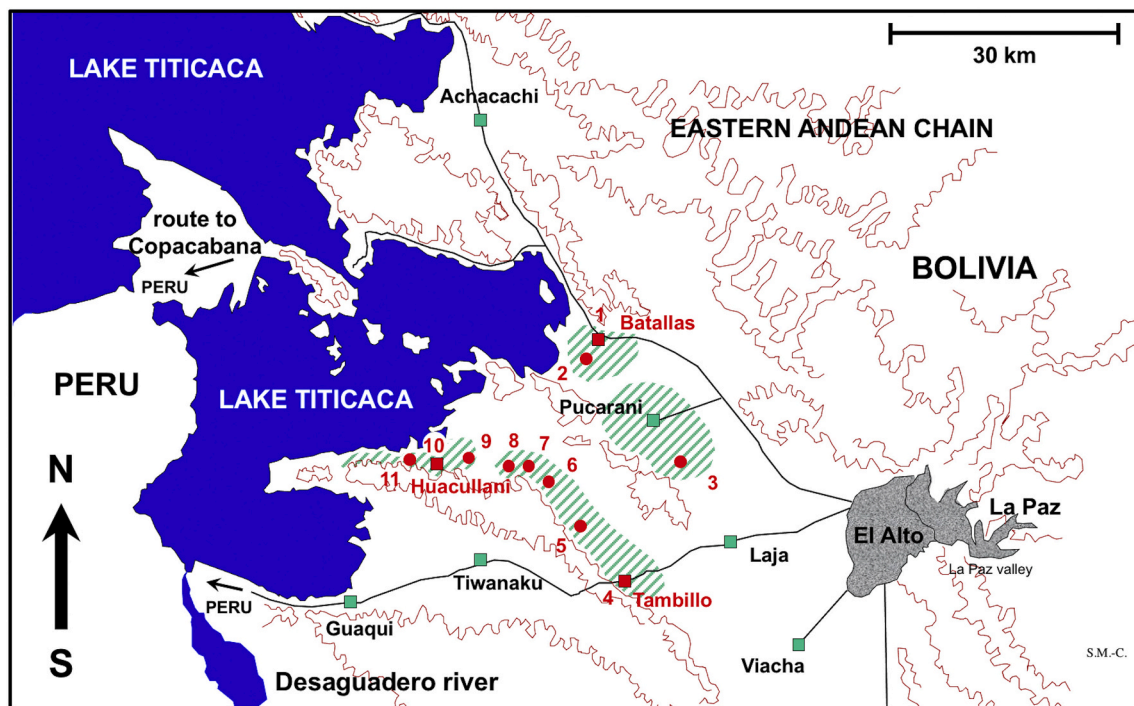 LAKE TITICACA
30 km
Achacachi
EASTERN ANDEAN CHAIN
route to
Copacabana
PERU
BOLIVIA
1
Batallas
2
PERU
LAKE TITICACA
Pucarani
N
10
9
8
7
6
3
11
Huacullani
La Paz
El Alto
5
Laja
La Paz valley
Tiwanaku
4
Tambillo
PERU
Guaqui
Viacha
S
Desaguadero river
S.M.-C.